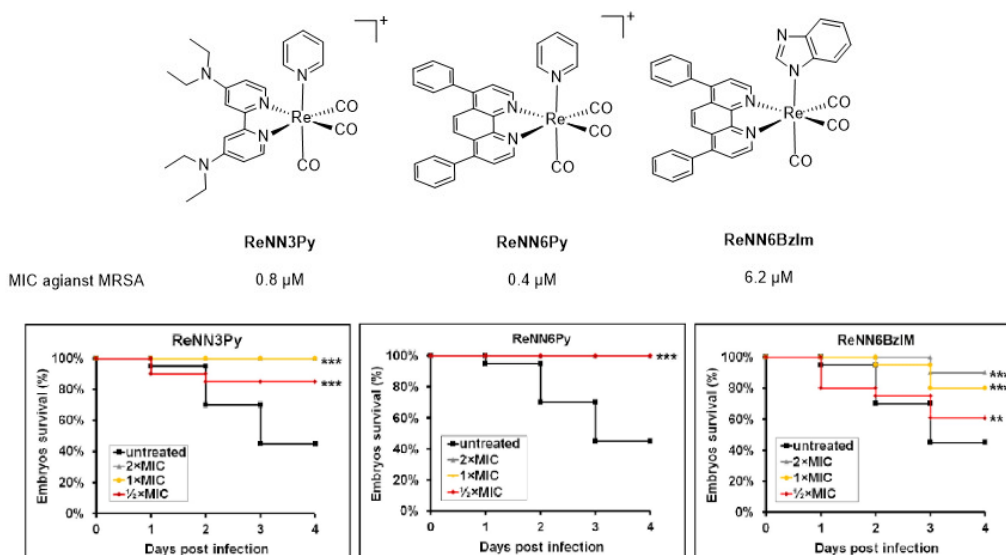 ]+
]+
N
N
N
N
N
Re
CO
CO
CO
N
N
N
Re
CO
CO
CO
N
N
N
N
Re
CO
CO
CO
ReNN3Py
ReNN6Py
ReNN6BzIm
MIC agianst MRSA
0.8 µM
0.4 µM
6.2 µM
ReNN3Py
Embryos survival (%)
100%
80%
60%
40%
20%
0%
***
***
untreated
2×MIC
1×MIC
½×MIC
0 1 2 3 4
Days post infection
ReNN6Py
Embryos survival (%)
100%
80%
60%
40%
20%
0%
***
untreated
2×MIC
1×MIC
½×MIC
0 1 2 3 4
Days post infection
ReNN6BzIM
Embryos survival (%)
100%
80%
60%
40%
20%
0%
***
***
**
untreated
2×MIC
1×MIC
½×MIC
0 1 2 3 4
Days post infection